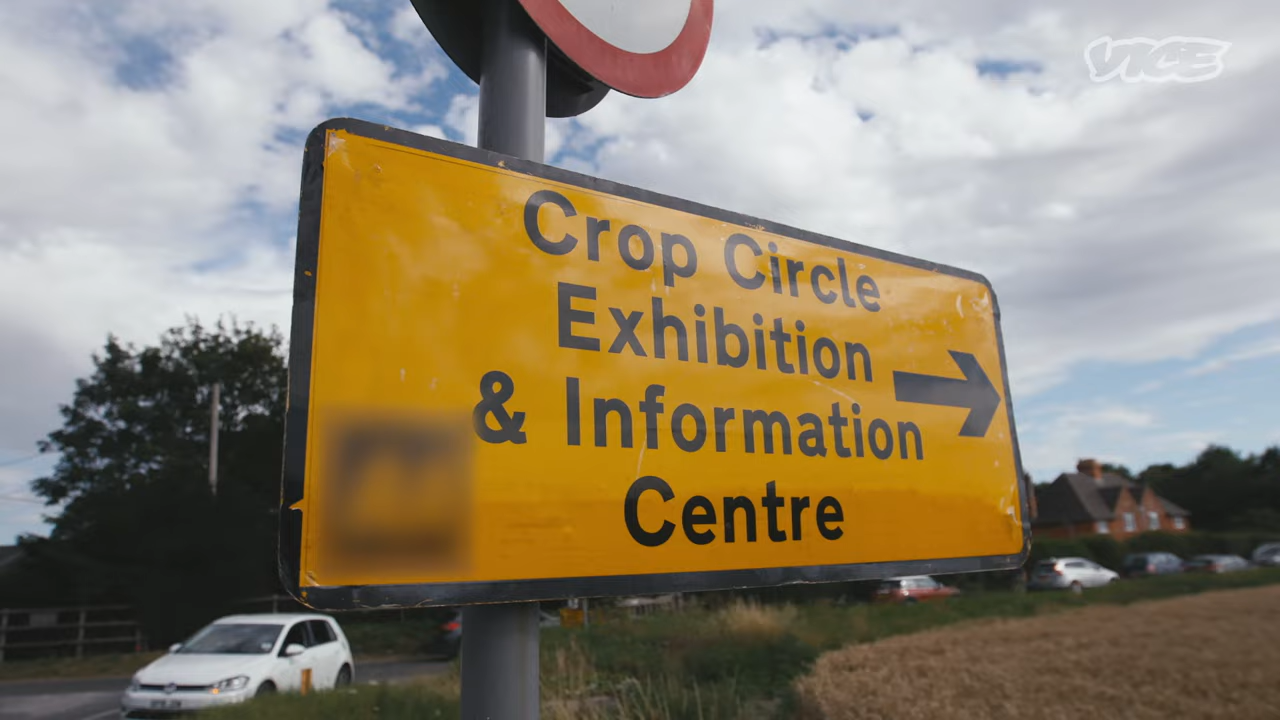 VICE
Crop Circle
Exhibition
& Information
Centre